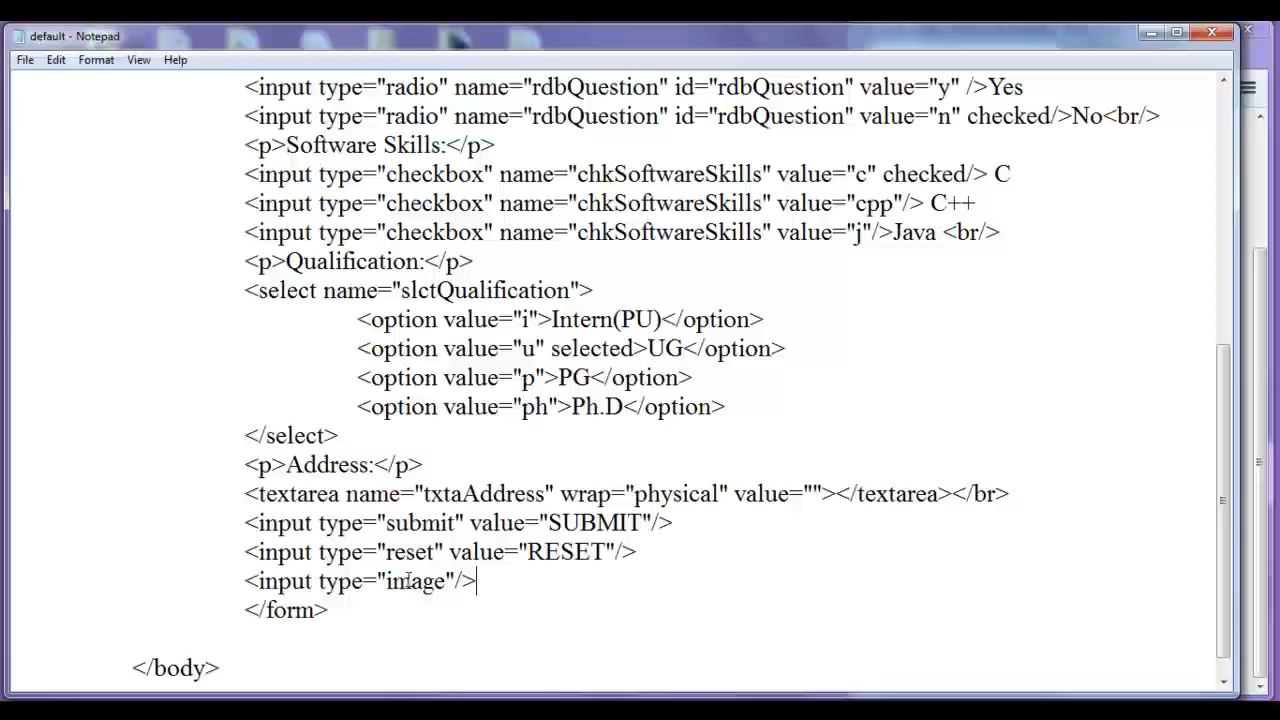 default - Notepad
File Edit Format View Help
<input type="radio" name="rdbQuestion" id="rdbQuestion" value="y" />Yes
<input type="radio" name="rdbQuestion" id="rdbQuestion" value="n" checked/>No<br/>
<p>Software Skills:</p>
<input type="checkbox" name="chkSoftwareSkills" value="c" checked/> C
<input type="checkbox" name="chkSoftwareSkills" value="cpp"/> C++
<input type="checkbox" name="chkSoftwareSkills" value="j"/>Java <br/>
<p>Qualification:</p>
<select name="slctQualification">
<option value="i">Intern(PU)</option>
<option value="u" selected>UG</option>
<option value="p">PG</option>
<option value="ph">Ph.D</option>
</select>
<p>Address:</p>
<textarea name="txtaAddress" wrap="physical" value=""></textarea></br>
<input type="submit" value="SUBMIT"/>
<input type="reset" value="RESET"/>
<input type="image"/>
</form>
</body>